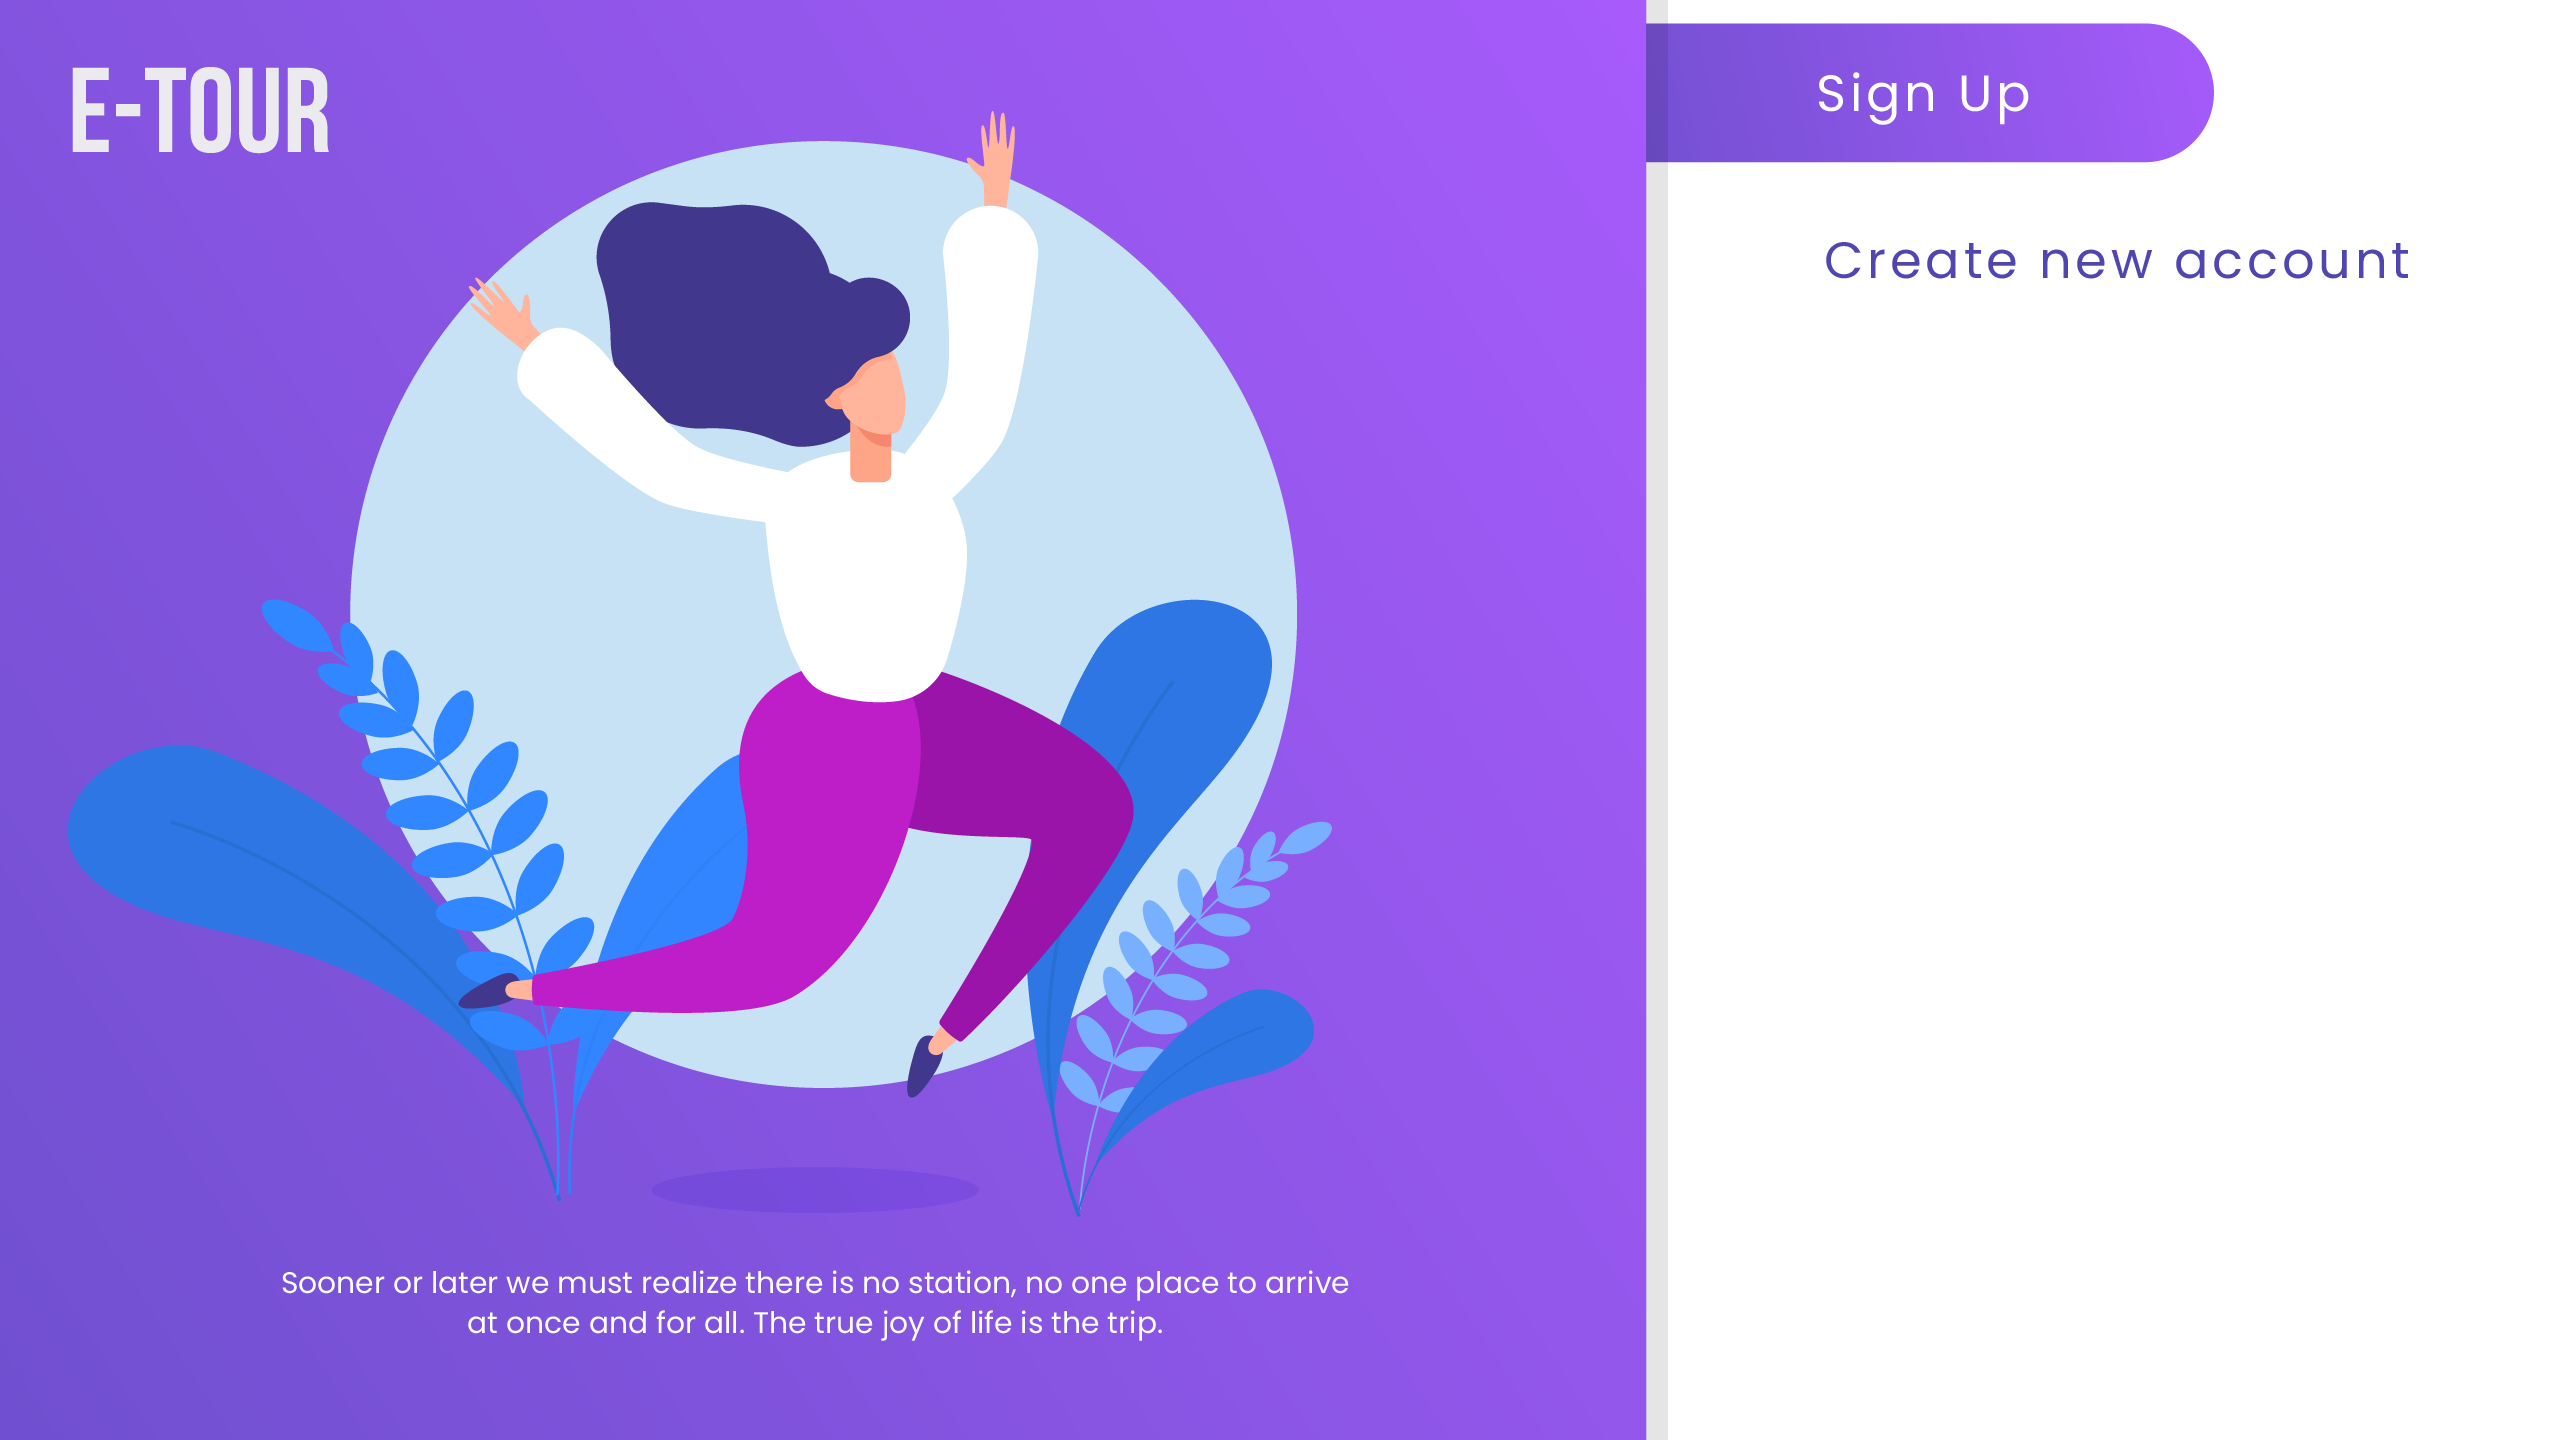 E-TOUR
Sign Up
Create new account
Sooner or later we must realize there is no station, no one place to arrive
at once and for all. The true joy of life is the trip.